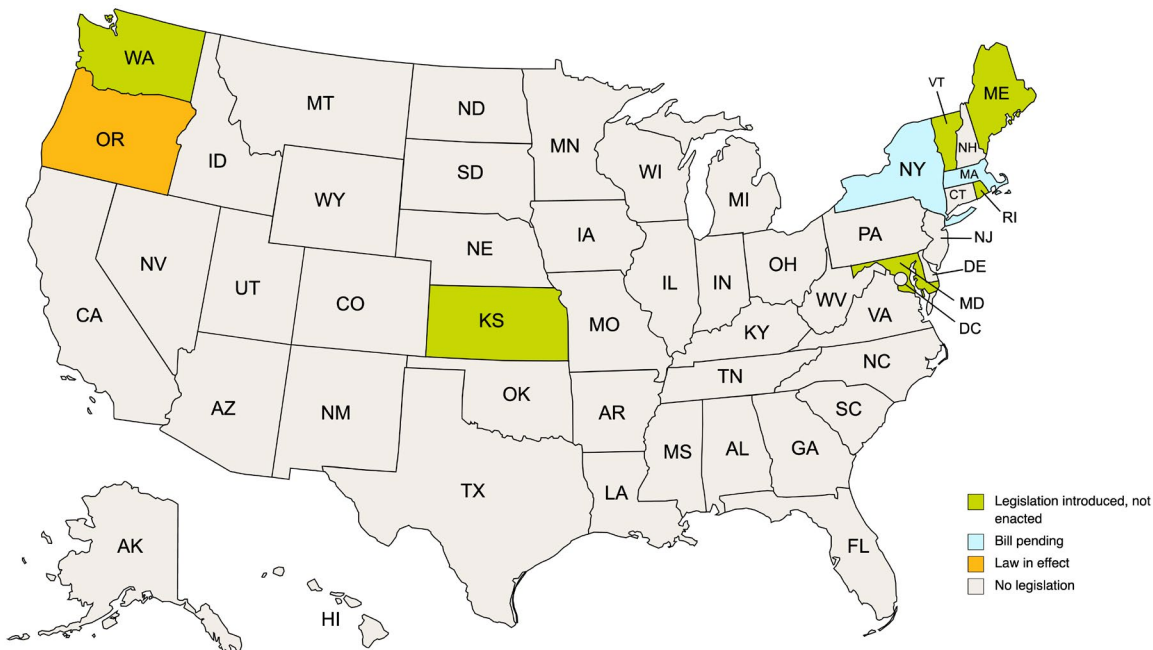 WA
OR
MT
ID
WY
ND
SD
NE
MN
WI
MI
IA
NV
UT
CO
CA
KS
MO
IL
IN
OH
PA
NY
VT
ME
NH
MA
CT
RI
NJ
DE
MD
DC
WV
VA
KY
NC
TN
SC
AZ
NM
OK
AR
MS
AL
GA
TX
LA
FL
AK
HI
Legislation introduced, not
enacted
Bill pending
Law in effect
No legislation